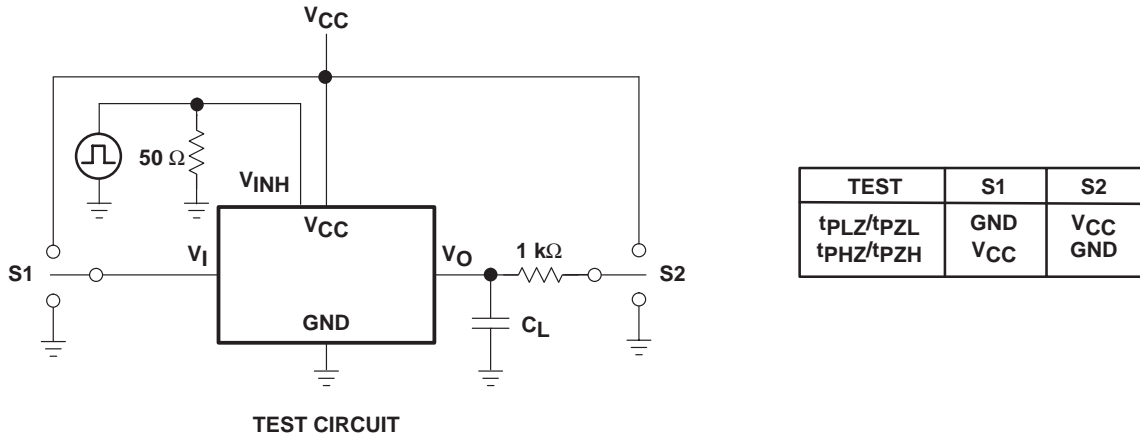 VCC
50 Ω
VINH
VCC
S1
VI
VO
1 kΩ
S2
GND
CL
TEST CIRCUIT
TEST S1 S2
tPLZ/tPZL GND VCC
tPHZ/tPZH VCC GND